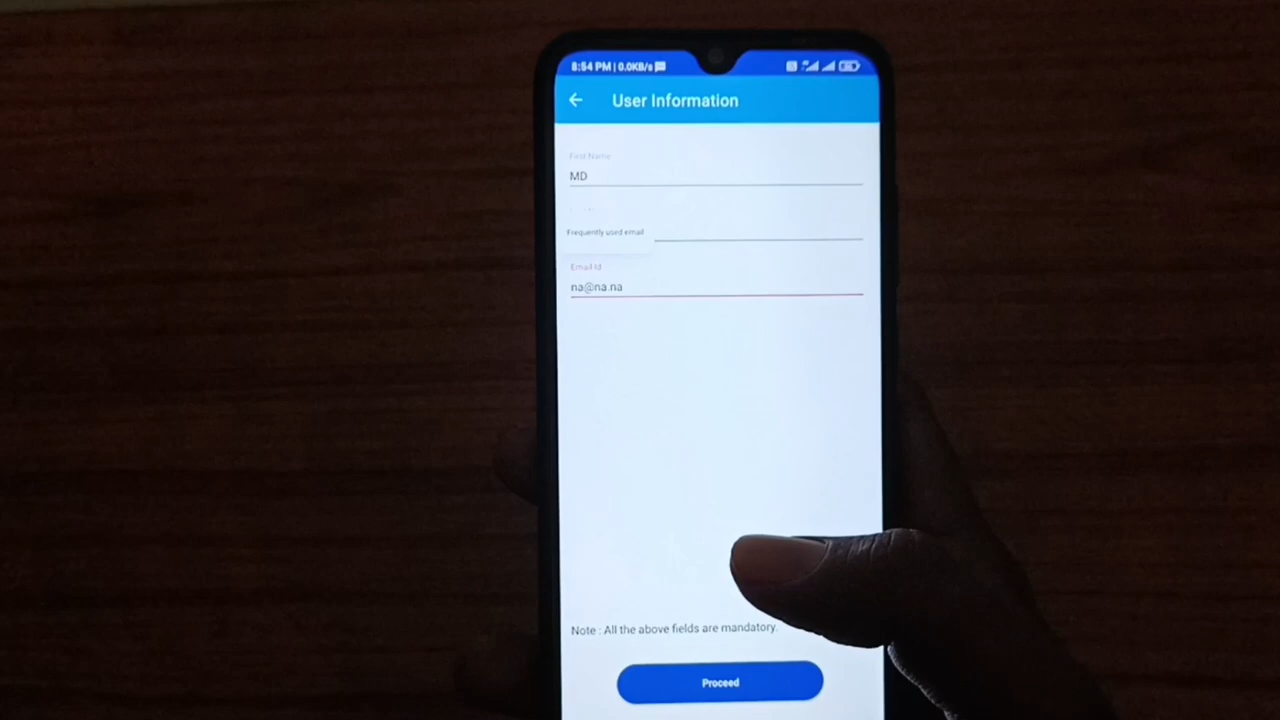 8:54 PM | 0.0KB/s
User Information
First Name
MD
Frequently used email
Email Id
na@na.na
Note : All the above fields are mandatory.
Proceed